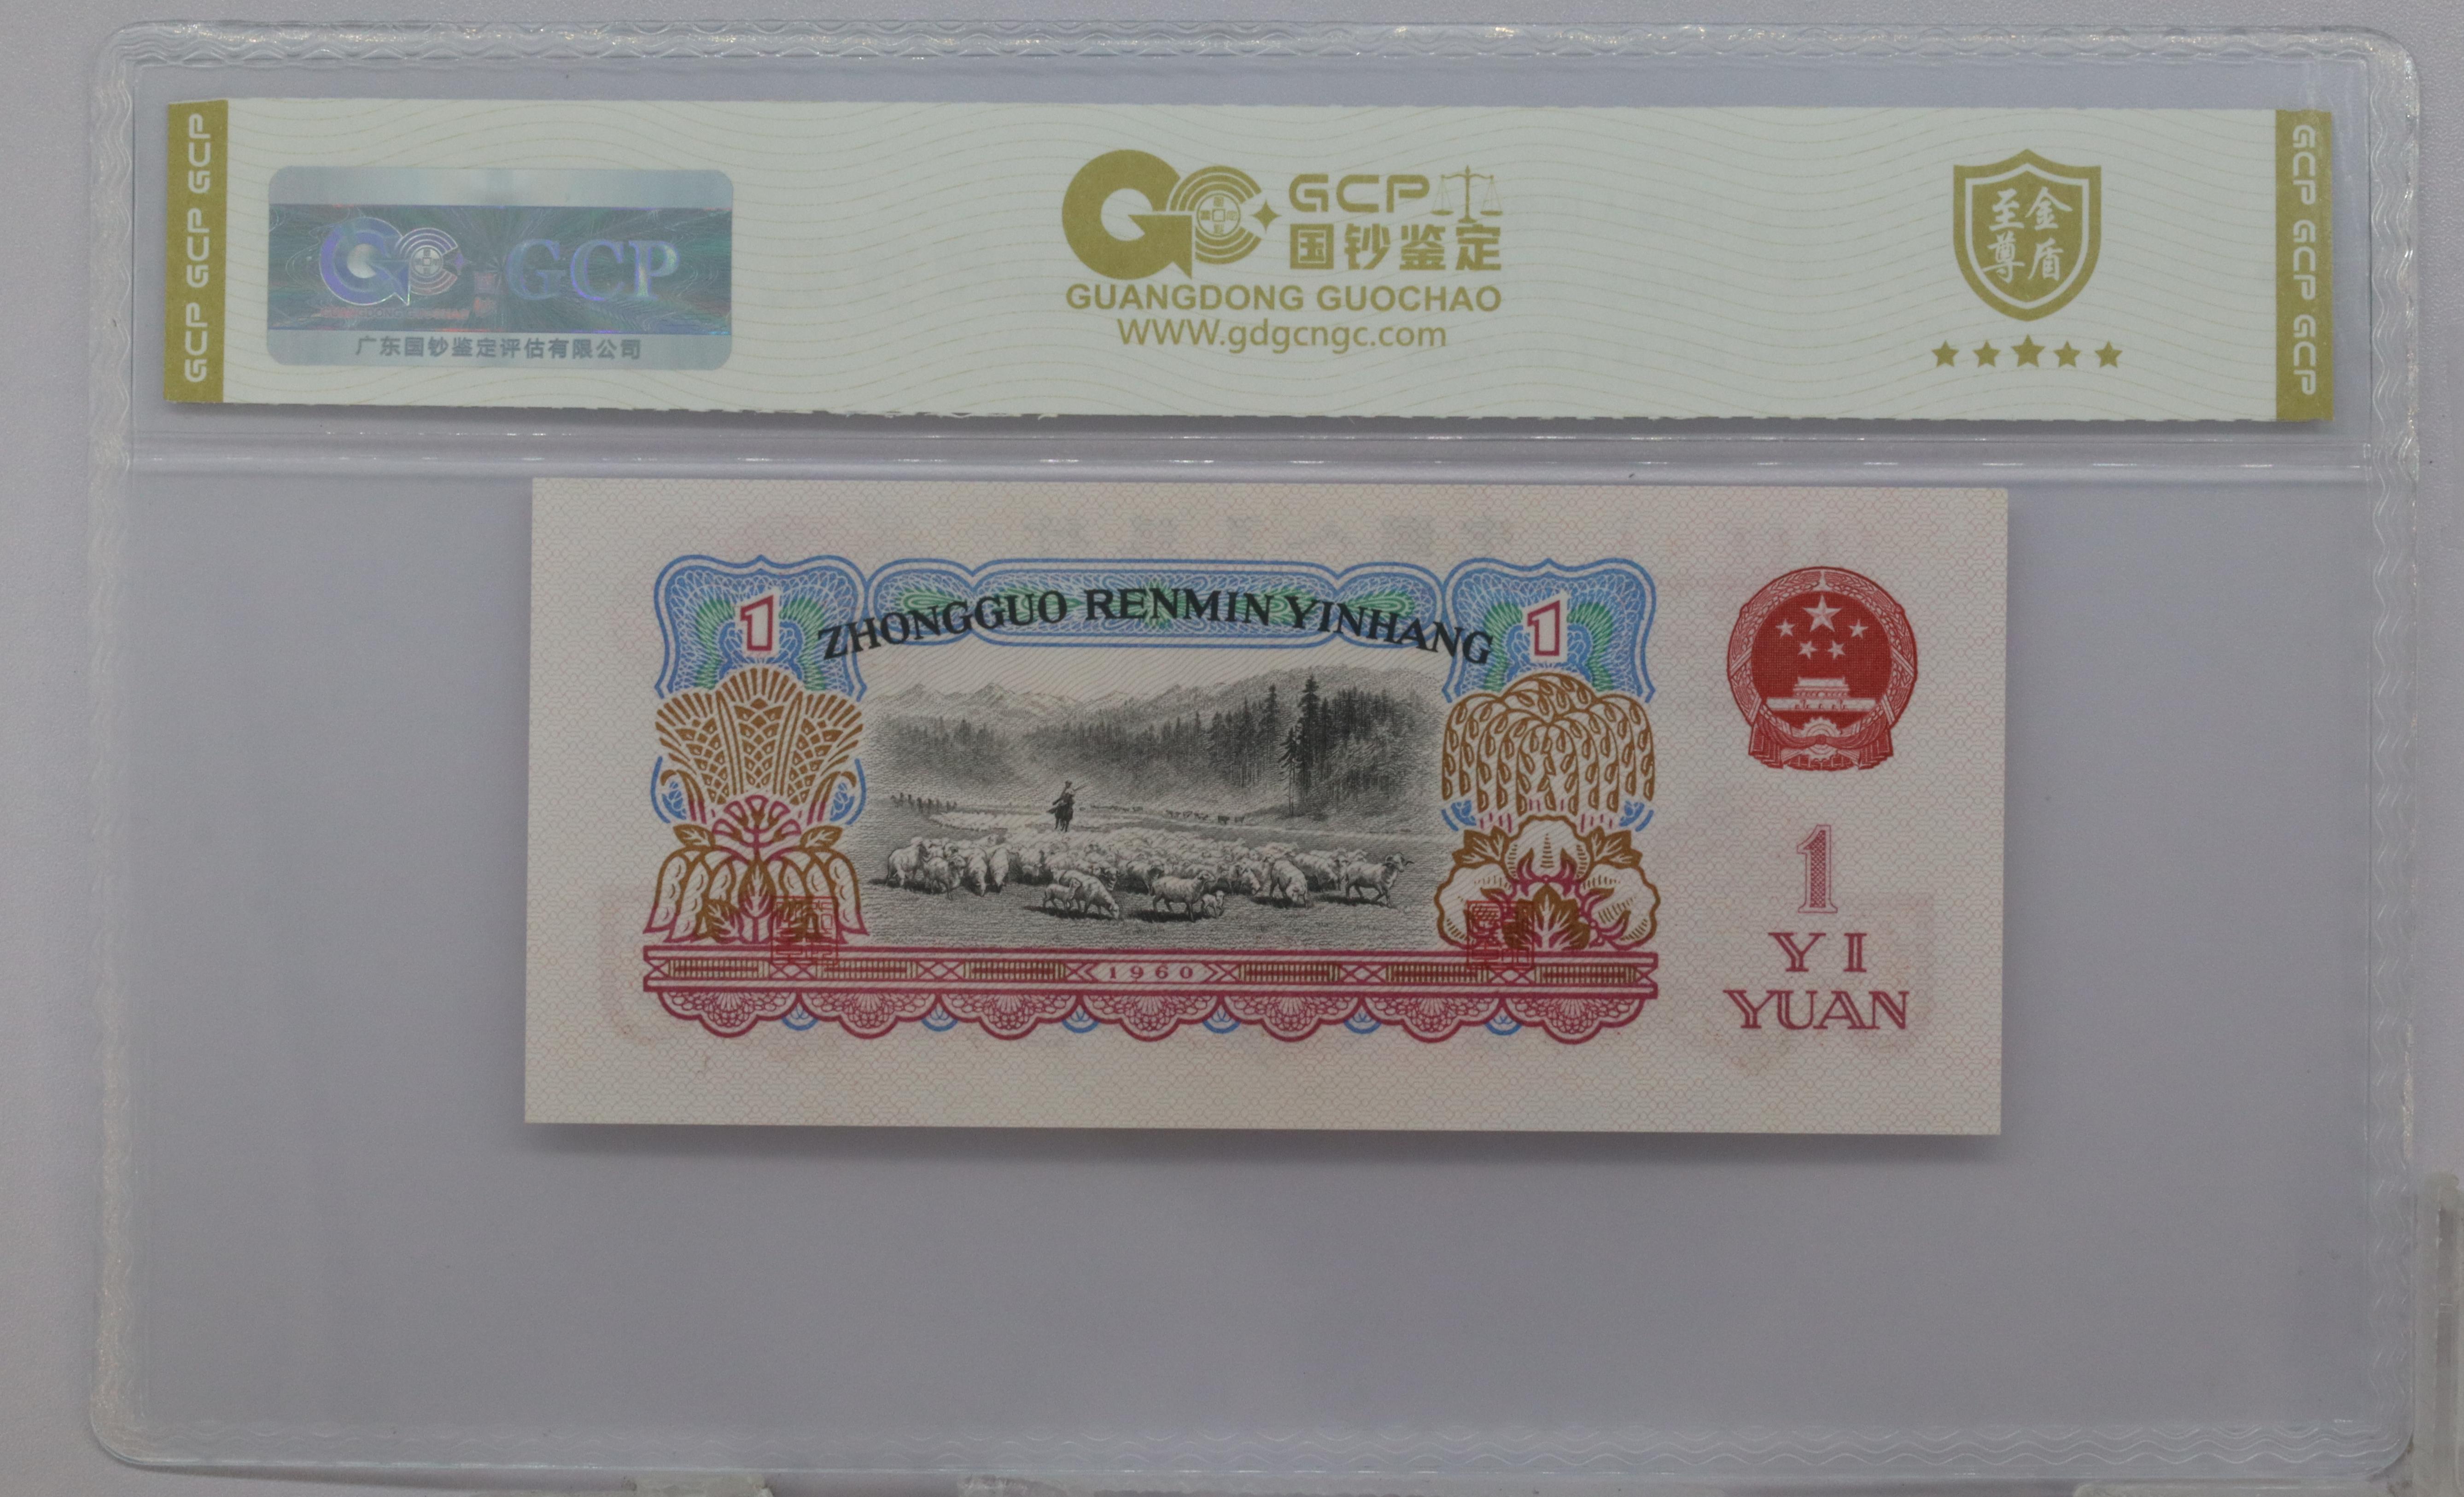 GCP GCP GCP
GCP
GUANGDONG GUOCHAO
广东国钞鉴定评估有限公司
GCP
国钞鉴定
GUANGDONG GUOCHAO
WWW.gdgcngc.com
至尊金盾
GCP GCP GCP
ZHONGGUO RENMIN YINHANG
1
1
1960
1
YI
YUAN